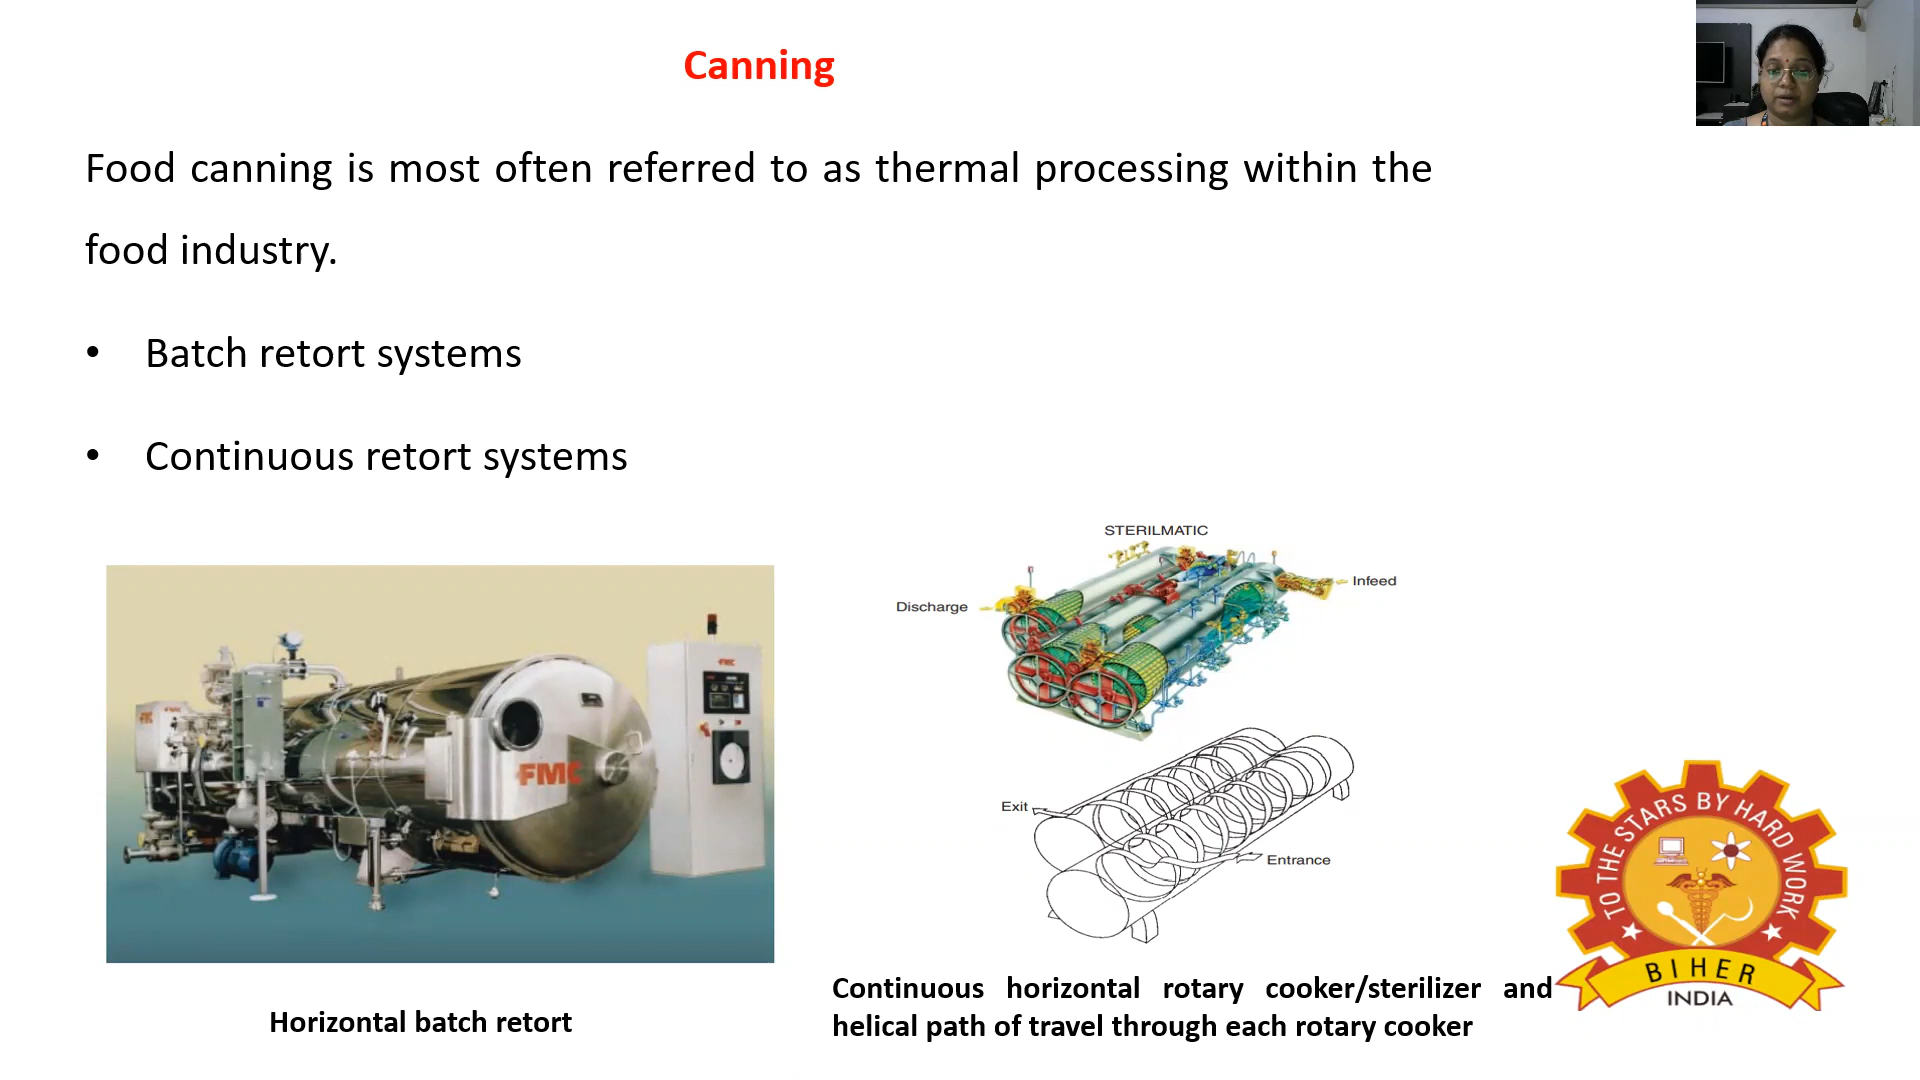 Canning
Food canning is most often referred to as thermal processing within the
food industry.
• Batch retort systems
• Continuous retort systems
STERILMATIC
Infeed
Discharge
FMC
FMC
Exit
Entrance
TO THE STARS BY HARD WORK
BIHER
INDIA
Horizontal batch retort
Continuous horizontal rotary cooker/sterilizer and
helical path of travel through each rotary cooker